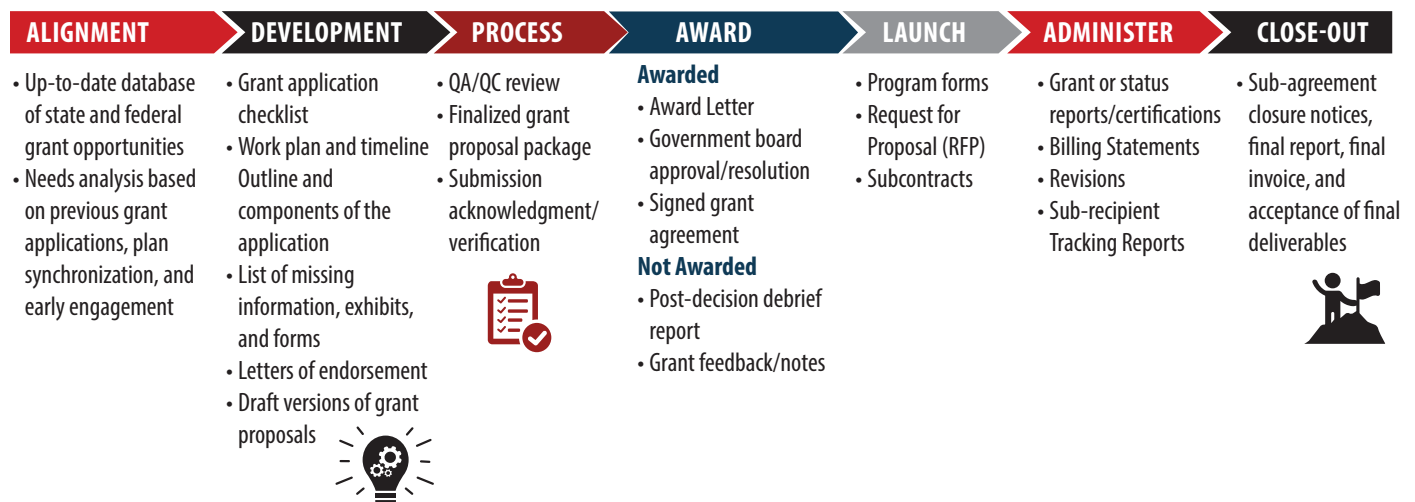 ALIGNMENT
• Up-to-date database
of state and federal
grant opportunities
• Needs analysis based
on previous grant
applications, plan
synchronization, and
early engagement
DEVELOPMENT
• Grant application
checklist
• Work plan and timeline
Outline and
components of the
application
• List of missing
information, exhibits,
and forms
• Letters of endorsement
• Draft versions of grant
proposals
PROCESS
• QA/QC review
• Finalized grant
proposal package
• Submission
acknowledgment/
verification
AWARD
Awarded
• Award Letter
• Government board
approval/resolution
• Signed grant
agreement
Not Awarded
• Post-decision debrief
report
• Grant feedback/notes
LAUNCH
• Program forms
• Request for
Proposal (RFP)
• Subcontracts
ADMINISTER
• Grant or status
reports/certifications
• Billing Statements
• Revisions
• Sub-recipient
Tracking Reports
CLOSE-OUT
• Sub-agreement
closure notices,
final report, final
invoice, and
acceptance of final
deliverables